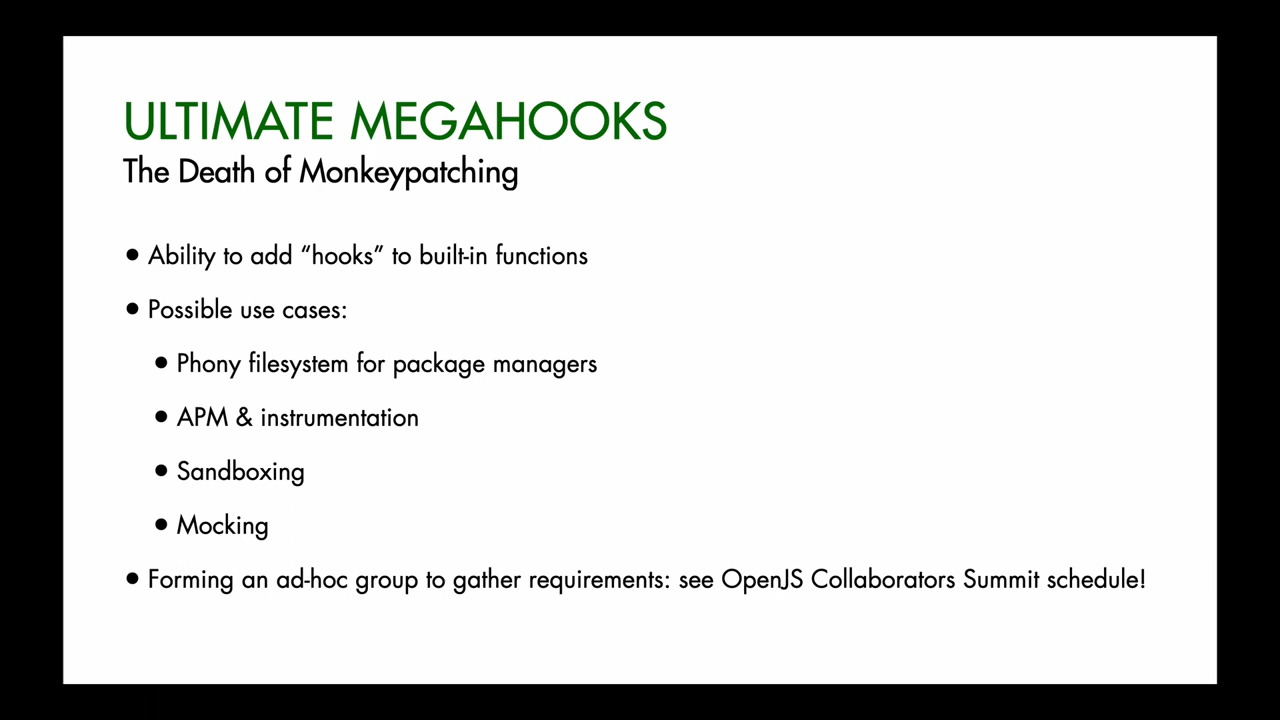 ULTIMATE MEGAHOOKS
The Death of Monkeypatching
• Ability to add “hooks” to built-in functions
• Possible use cases:
• Phony filesystem for package managers
• APM & instrumentation
• Sandboxing
• Mocking
• Forming an ad-hoc group to gather requirements: see OpenJS Collaborators Summit schedule!